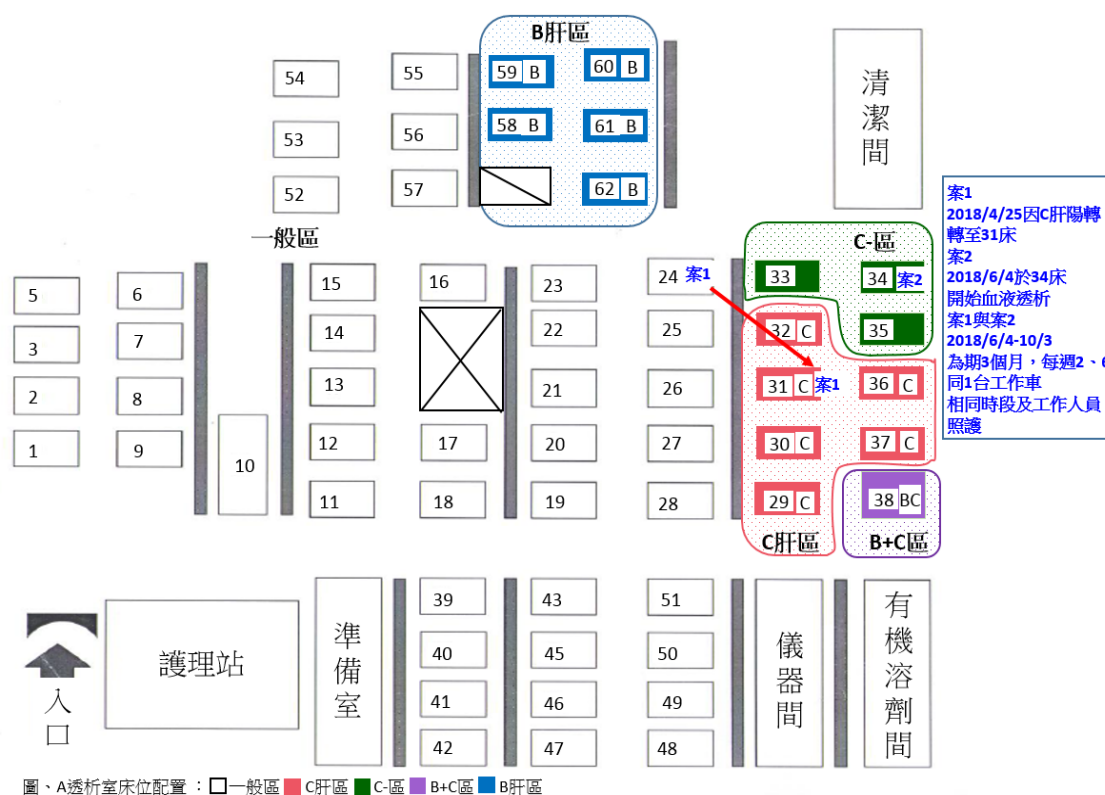 B肝區
54
55
59 B
60 B
53
56
58 B
61 B
52
57
62 B
清潔間
一般區
案1
2018/4/25因C肝陽轉
轉至31床
案2
2018/6/4於34床
開始血液透析
案1與案2
2018/6/4-10/3
為期3個月，每週2、6
同1台工作車
相同時段及工作人員
照護
C-區
5
6
15
16
23
24 案1
33
34 案2
3
7
14
22
25
32 C
35
2
8
13
21
26
31 C 案1
36 C
1
9
10
12
17
20
27
30 C
37 C
11
18
19
28
29 C
38 BC
C肝區
B+C區
入口
護理站
準備室
39
43
51
40
45
50
41
46
49
42
47
48
儀器間
有機溶劑間
圖、A透析室床位配置 ： 一般區 C肝區 C-區 B+C區 B肝區